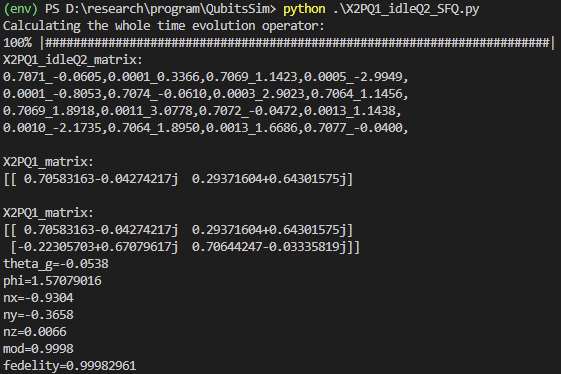 (env) PS D:\research\program\QubitsSim> python .\X2PQ1_idleQ2_SFQ.py
Calculating the whole time evolution operator:
100% |#########################################################################|
X2PQ1_idleQ2_matrix:
0.7071_-0.0605,0.0001_0.3366,0.7069_1.1423,0.0005_-2.9949,
0.0001_-0.8053,0.7074_-0.0610,0.0003_2.9023,0.7064_1.1456,
0.7069_1.8918,0.0011_3.0778,0.7072_-0.0472,0.0013_1.1438,
0.0010_-2.1735,0.7064_1.8950,0.0013_1.6686,0.7077_-0.0400,
X2PQ1_matrix:
[[ 0.70583163-0.04274217j  0.29371604+0.64301575j]
X2PQ1_matrix:
[[ 0.70583163-0.04274217j  0.29371604+0.64301575j]
 [-0.22305703+0.67079617j  0.70644247-0.03335819j]]
theta_g=-0.0538
phi=1.57079016
nx=-0.9304
ny=-0.3658
nz=0.0066
mod=0.9998
fedelity=0.99982961